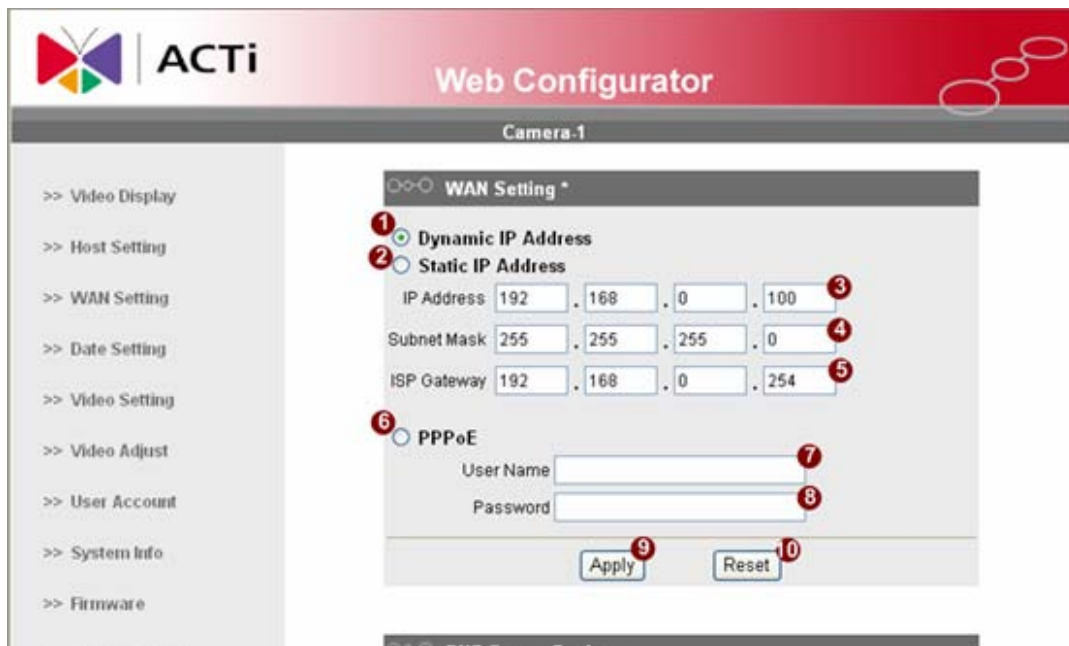 ACTi
Web Configurator
Camera-1
>> Video Display
>> Host Setting
>> WAN Setting
>> Date Setting
>> Video Setting
>> Video Adjust
>> User Account
>> System Info
>> Firmware
WAN Setting *
1 Dynamic IP Address
2 Static IP Address
IP Address 192 . 168 . 0 . 100 3
Subnet Mask 255 . 255 . 255 . 0 4
ISP Gateway 192 . 168 . 0 . 254 5
6 PPPoE
User Name 7
Password 8
Apply 9 Reset 10